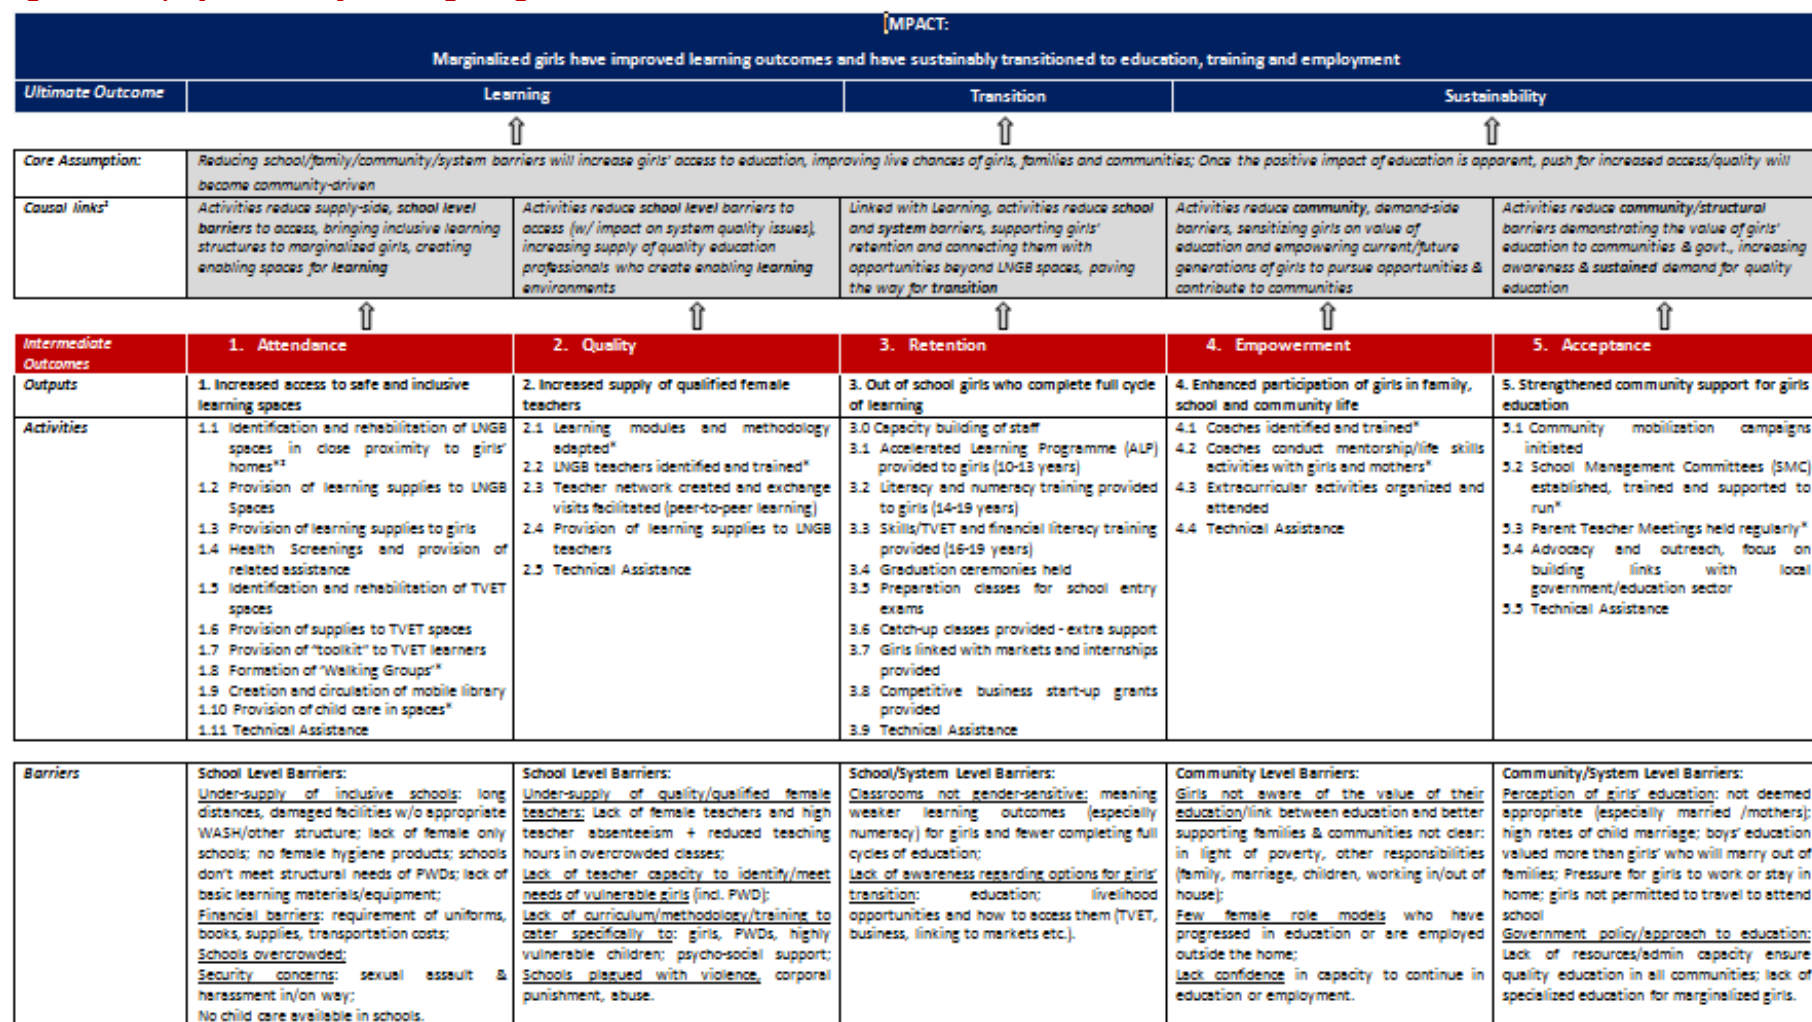 IMPACT:
Marginalized girls have improved learning outcomes and have sustainably transitioned to education, training and employment
Ultimate Outcome
Learning
Transition
Sustainability
Core Assumption:
Reducing school/family/community/system barriers will increase girls' access to education, improving live chances of girls, families and communities; Once the positive impact of education is apparent, push for increased access/quality will
become community-driven
Causal links¹
Activities reduce supply-side, school level
barriers to access, bringing inclusive learning
structures to marginalized girls, creating
enabling spaces for learning
Activities reduce school level barriers to
access (w/ impact on system quality issues),
increasing supply of quality education
professionals who create enabling learning
environments
Linked with Learning, activities reduce school
and system barriers, supporting girls'
retention and connecting them with
opportunities beyond LNGB spaces, paving
the way for transition
Activities reduce community, demand-side
barriers, sensitizing girls on value of
education and empowering current/future
generations of girls to pursue opportunities &
contribute to communities
Activities reduce community/structural
barriers demonstrating the value of girls'
education to communities & govt., increasing
awareness & sustained demand for quality
education
Intermediate
Outcomes
1. Attendance
2. Quality
3. Retention
4. Empowerment
5. Acceptance
Outputs
1. Increased access to safe and inclusive
learning spaces
2. Increased supply of qualified female
teachers
3. Out of school girls who complete full cycle
of learning
4. Enhanced participation of girls in family,
school and community life
5. Strengthened community support for girls
education
Activities
1.1 Identification and rehabilitation of LNGB
spaces in close proximity to girls'
homes*²
1.2 Provision of learning supplies to LNGB
Spaces
1.3 Provision of learning supplies to girls
1.4 Health Screenings and provision of
related assistance
1.5 Identification and rehabilitation of TVET
spaces
1.6 Provision of supplies to TVET spaces
1.7 Provision of "toolkit" to TVET learners
1.8 Formation of 'Walking Groups'*
1.9 Creation and circulation of mobile library
1.10 Provision of child care in spaces*
1.11 Technical Assistance
2.1 Learning modules and methodology
adapted*
2.2 LNGB teachers identified and trained*
2.3 Teacher network created and exchange
visits facilitated (peer-to-peer learning)
2.4 Provision of learning supplies to LNGB
teachers
2.5 Technical Assistance
3.0 Capacity building of staff
3.1 Accelerated Learning Programme (ALP)
provided to girls (10-13 years)
3.2 Literacy and numeracy training provided
to girls (14-19 years)
3.3 Skills/TVET and financial literacy training
provided (16-19 years)
3.4 Graduation ceremonies held
3.5 Preparation classes for school entry
exams
3.6 Catch-up classes provided - extra support
3.7 Girls linked with markets and internships
provided
3.8 Competitive business start-up grants
provided
3.9 Technical Assistance
4.1 Coaches identified and trained*
4.2 Coaches conduct mentorship/life skills
activities with girls and mothers*
4.3 Extracurricular activities organized and
attended
4.4 Technical Assistance
5.1 Community mobilization campaigns
initiated
5.2 School Management Committees (SMC)
established, trained and supported to
run*
5.3 Parent Teacher Meetings held regularly*
5.4 Advocacy and outreach, focus on
building links with local
government/education sector
5.5 Technical Assistance
Barriers
School Level Barriers:
Under-supply of inclusive schools: long
distances, damaged facilities w/o appropriate
WASH/other structure; lack of female only
schools; no female hygiene products; schools
don't meet structural needs of PWDs; lack of
basic learning materials/equipment;
Financial barriers: requirement of uniforms,
books, supplies, transportation costs;
Schools overcrowded;
Security concerns: sexual assault &
harassment in/on way;
No child care available in schools.
School Level Barriers:
Under-supply of quality/qualified female
teachers: Lack of female teachers and high
teacher absenteeism + reduced teaching
hours in overcrowded classes;
Lack of teacher capacity to identify/meet
needs of vulnerable girls (incl. PWD);
Lack of curriculum/methodology/training to
cater specifically to: girls, PWDs, highly
vulnerable children; psycho-social support;
Schools plagued with violence, corporal
punishment, abuse.
School/System Level Barriers:
Classrooms not gender-sensitive: meaning
weaker learning outcomes (especially
numeracy) for girls and fewer completing full
cycles of education;
Lack of awareness regarding options for girls'
transition: education; livelihood
opportunities and how to access them (TVET,
business, linking to markets etc.).
Community Level Barriers:
Girls not aware of the value of their
education/link between education and better
supporting families & communities not clear:
in light of poverty, other responsibilities
(family, marriage, children, working in/out of
house);
Few female role models who have
progressed in education or are employed
outside the home;
Lack confidence in capacity to continue in
education or employment.
Community/System Level Barriers:
Perception of girls' education: not deemed
appropriate (especially married /mothers);
high rates of child marriage; boys' education
valued more than girls' who will marry out of
families; Pressure for girls to work or stay in
home; girls not permitted to travel to attend
school
Government policy/approach to education:
Lack of resources/admin capacity ensure
quality education in all communities; lack of
specialized education for marginalized girls.